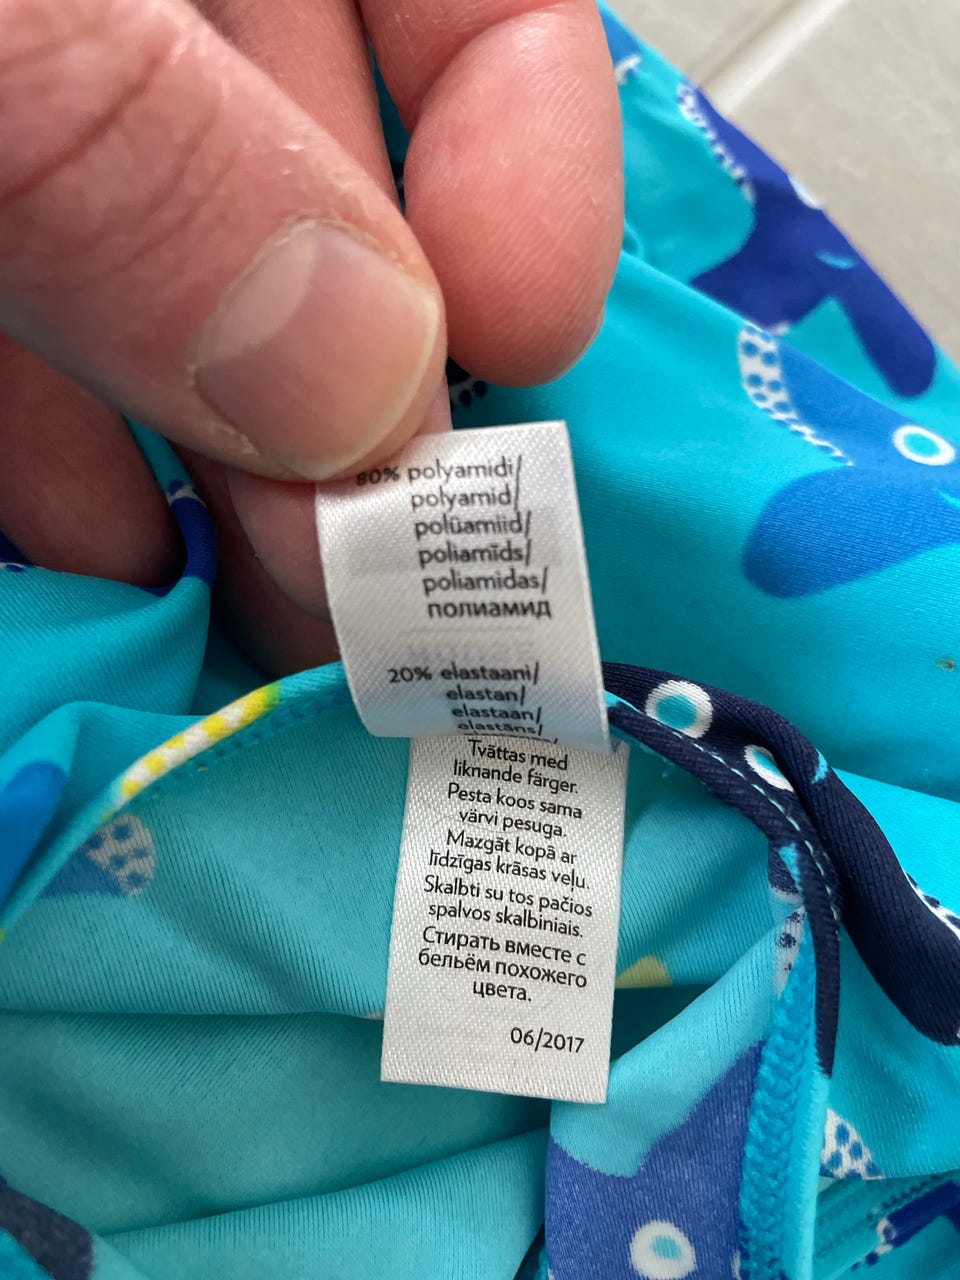 80% polyamidi/
polyamid/
polüamiid/
poliamīds/
poliamidas/
полиамид
20% elastaani/
elastan/
elastaan/
elastāns/
Tvättas med
liknande färger.
Pesta koos sama
värvi pesuga.
Mazgāt kopā ar
līdzīgas krāsas veļu.
Skalbti su tos pačios
spalvos skalbiniais.
Стирать вместе с
бельём похожего
цвета.
06/2017